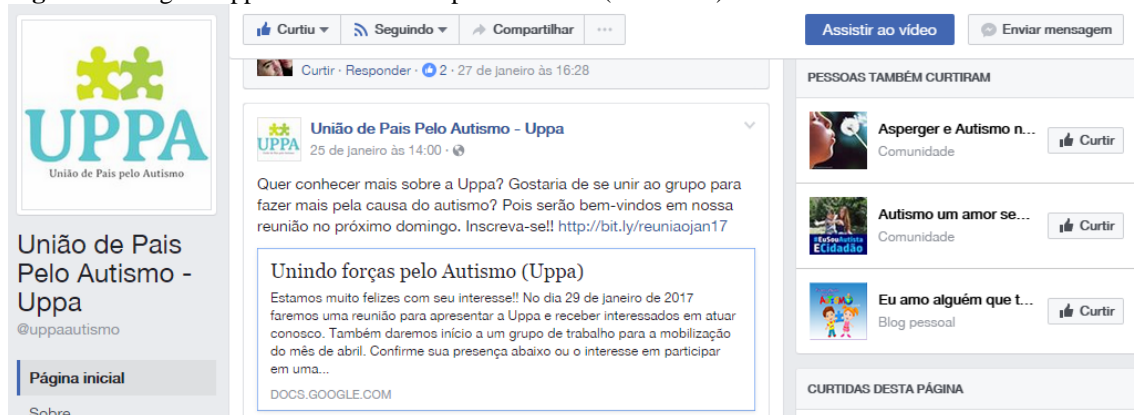 UPPA
União de Pais pelo Autismo
União de Pais
Pelo Autismo -
Uppa
@uppaautismo
Página inicial
Sobre
Curtiu
Seguindo
Compartilhar
Assistir ao vídeo
Enviar mensagem
Curtir · Responder · 2 · 27 de janeiro às 16:28
UPPA
União de Pais Pelo Autismo - Uppa
25 de janeiro às 14:00 ·
Quer conhecer mais sobre a Uppa? Gostaria de se unir ao grupo para
fazer mais pela causa do autismo? Pois serão bem-vindos em nossa
reunião no próximo domingo. Inscreva-se!! http://bit.ly/reuniaojan17
Unindo forças pelo Autismo (Uppa)
Estamos muito felizes com seu interesse!! No dia 29 de janeiro de 2017
faremos uma reunião para apresentar a Uppa e receber interessados em atuar
conosco. Também daremos início a um grupo de trabalho para a mobilização
do mês de abril. Confirme sua presença abaixo ou o interesse em participar
em uma...
DOCS.GOOGLE.COM
PESSOAS TAMBÉM CURTIRAM
Asperger e Autismo n...
Comunidade
Curtir
Autismo um amor se...
Comunidade
Curtir
#EuSouAutista
ECidadão
Eu amo alguém que t...
Blog pessoal
Curtir
CURTIDAS DESTA PÁGINA